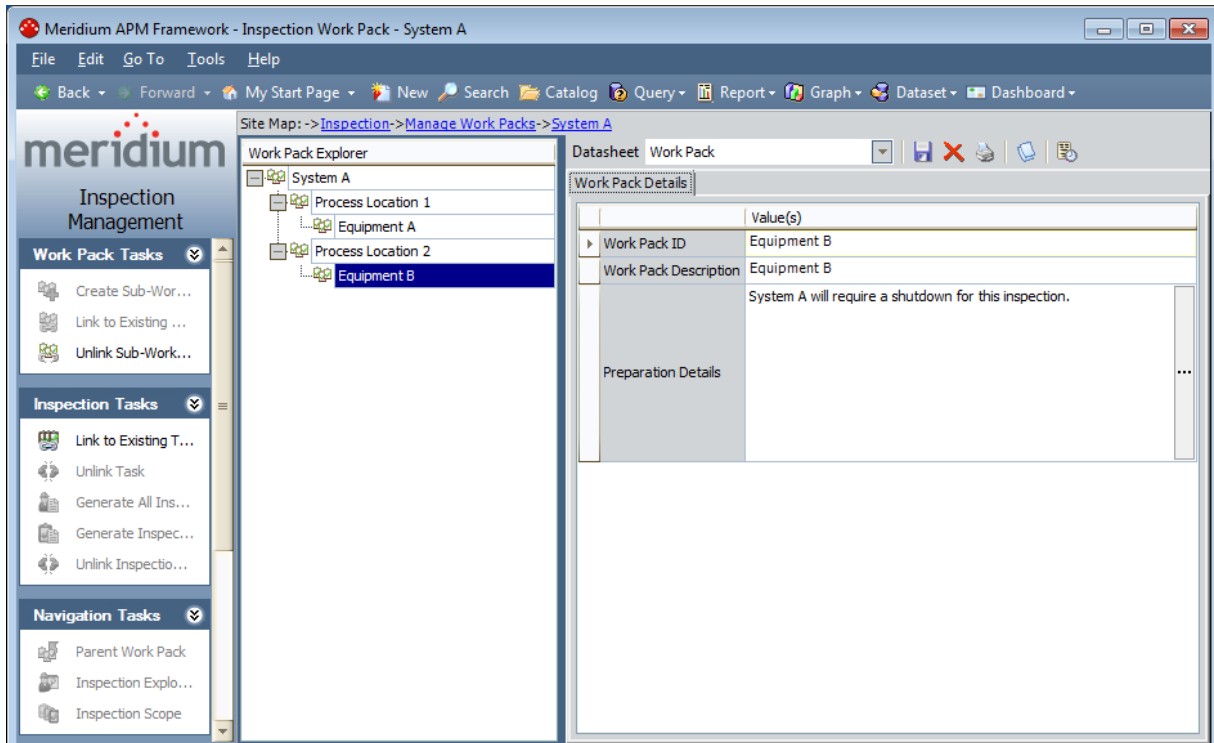 Meridium APM Framework - Inspection Work Pack - System A
File Edit Go To Tools Help
Back Forward My Start Page New Search Catalog Query Report Graph Dataset Dashboard
meridium
Inspection
Management
Work Pack Tasks
Create Sub-Wor...
Link to Existing ...
Unlink Sub-Work...
Inspection Tasks
Link to Existing T...
Unlink Task
Generate All Ins...
Generate Inspec...
Unlink Inspectio...
Navigation Tasks
Parent Work Pack
Inspection Explo...
Inspection Scope
Site Map: ->Inspection->Manage Work Packs->System A
Work Pack Explorer
System A
Process Location 1
Equipment A
Process Location 2
Equipment B
Datasheet Work Pack
Work Pack Details
Value(s)
Work Pack ID Equipment B
Work Pack Description Equipment B
Preparation Details System A will require a shutdown for this inspection.
...